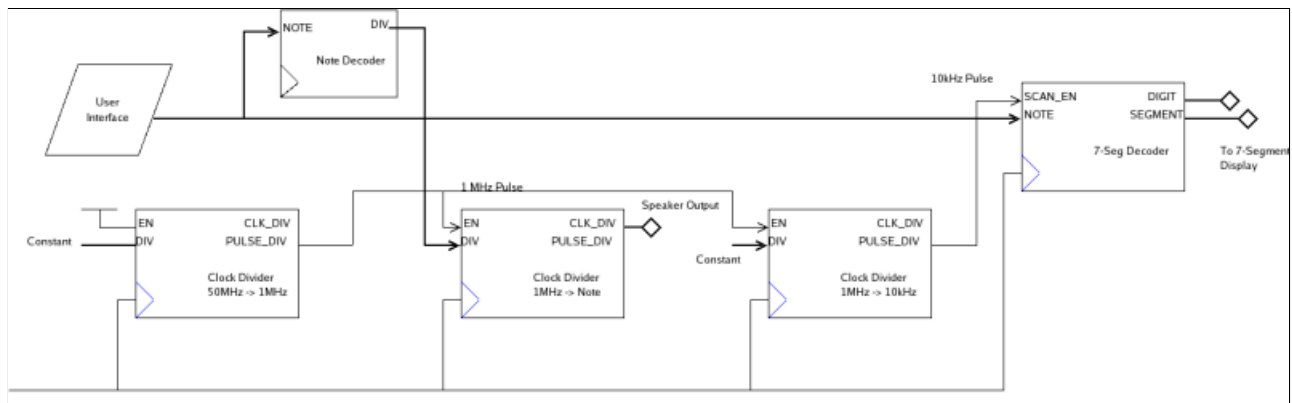 NOTE
DIV
Note Decoder
User
Interface
10kHz Pulse
SCAN_EN
NOTE
DIGIT
SEGMENT
7-Seg Decoder
To 7-Segment
Display
1 MHz Pulse
Speaker Output
Constant
EN
DIV
CLK_DIV
PULSE_DIV
Clock Divider
50MHz -> 1MHz
EN
DIV
CLK_DIV
PULSE_DIV
Clock Divider
1MHz -> Note
Constant
EN
DIV
CLK_DIV
PULSE_DIV
Clock Divider
1MHz -> 10kHz